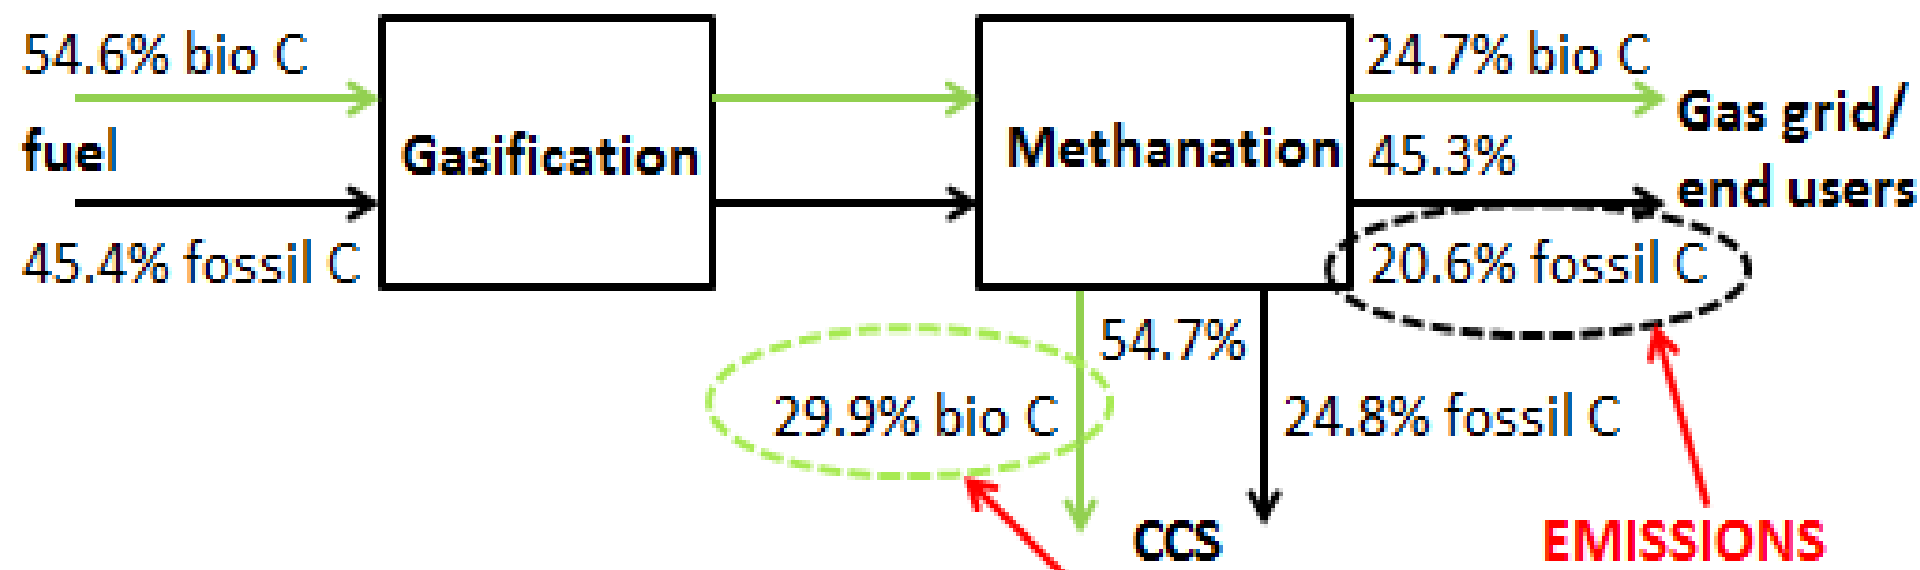 54.6% bio C
fuel
45.4% fossil C
Gasification
Methanation
24.7% bio C
45.3%
20.6% fossil C
Gas grid/
end users
54.7%
29.9% bio C
24.8% fossil C
CCS
EMISSIONS